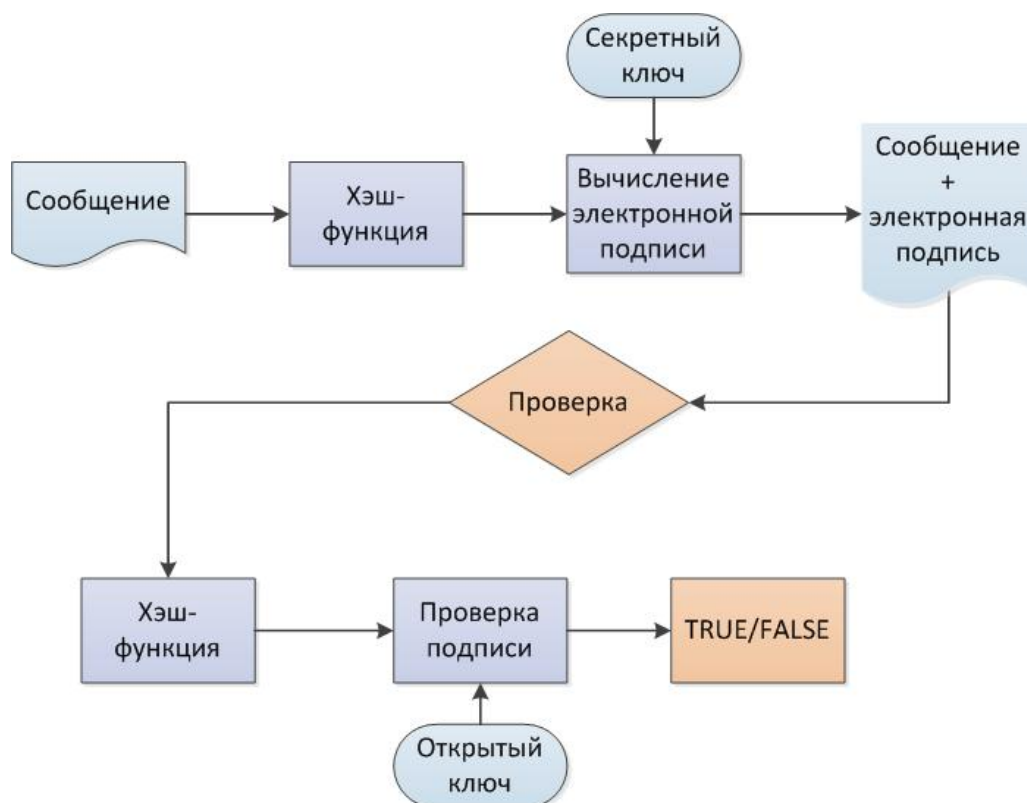 Секретный
ключ
Сообщение
Хэш-
функция
Вычисление
электронной
подписи
Сообщение
+
электронная
подпись
Проверка
Хэш-
функция
Проверка
подписи
TRUE/FALSE
Открытый
ключ